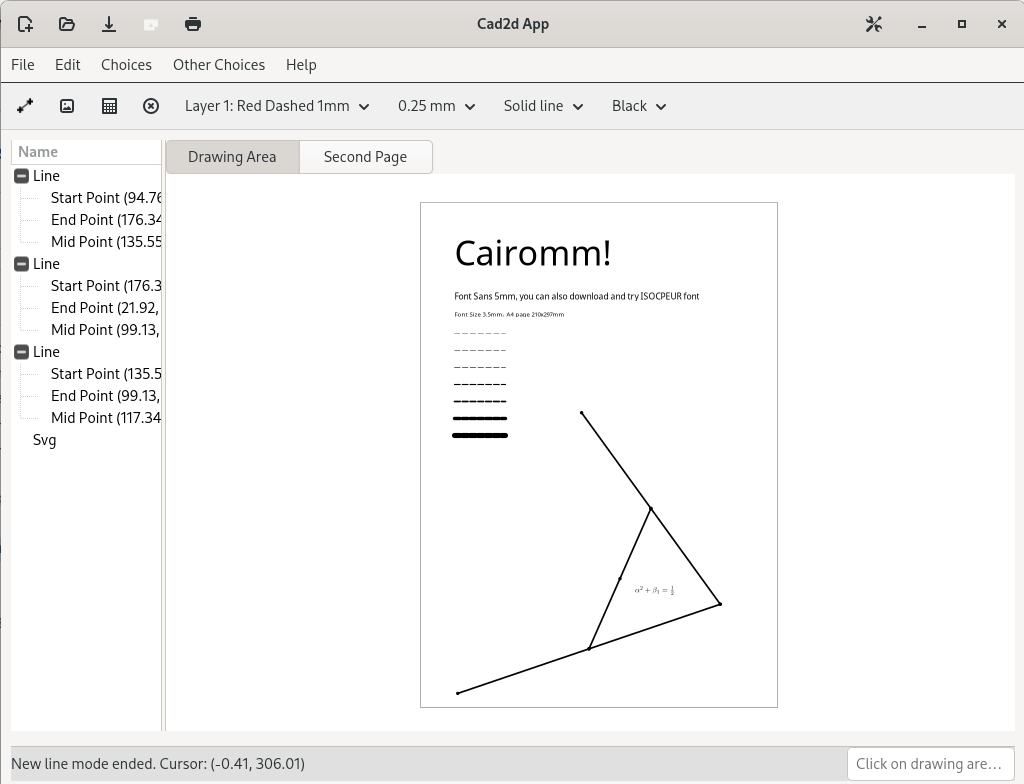 Cad2d App
File Edit Choices Other Choices Help
Layer 1: Red Dashed 1mm 0.25 mm Solid line Black
Name
Drawing Area Second Page
Line
Start Point (94.76
End Point (176.34
Mid Point (135.55
Line
Start Point (176.3
End Point (21.92,
Mid Point (99.13,
Line
Start Point (135.5
End Point (99.13,
Mid Point (117.34
Svg
Cairomm!
Font Sans 5mm, you can also download and try ISOCPEUR font
Font Size 3.5mm. A4 page 210x297mm
α² + β₁ = 1/2
New line mode ended. Cursor: (-0.41, 306.01)
Click on drawing are…